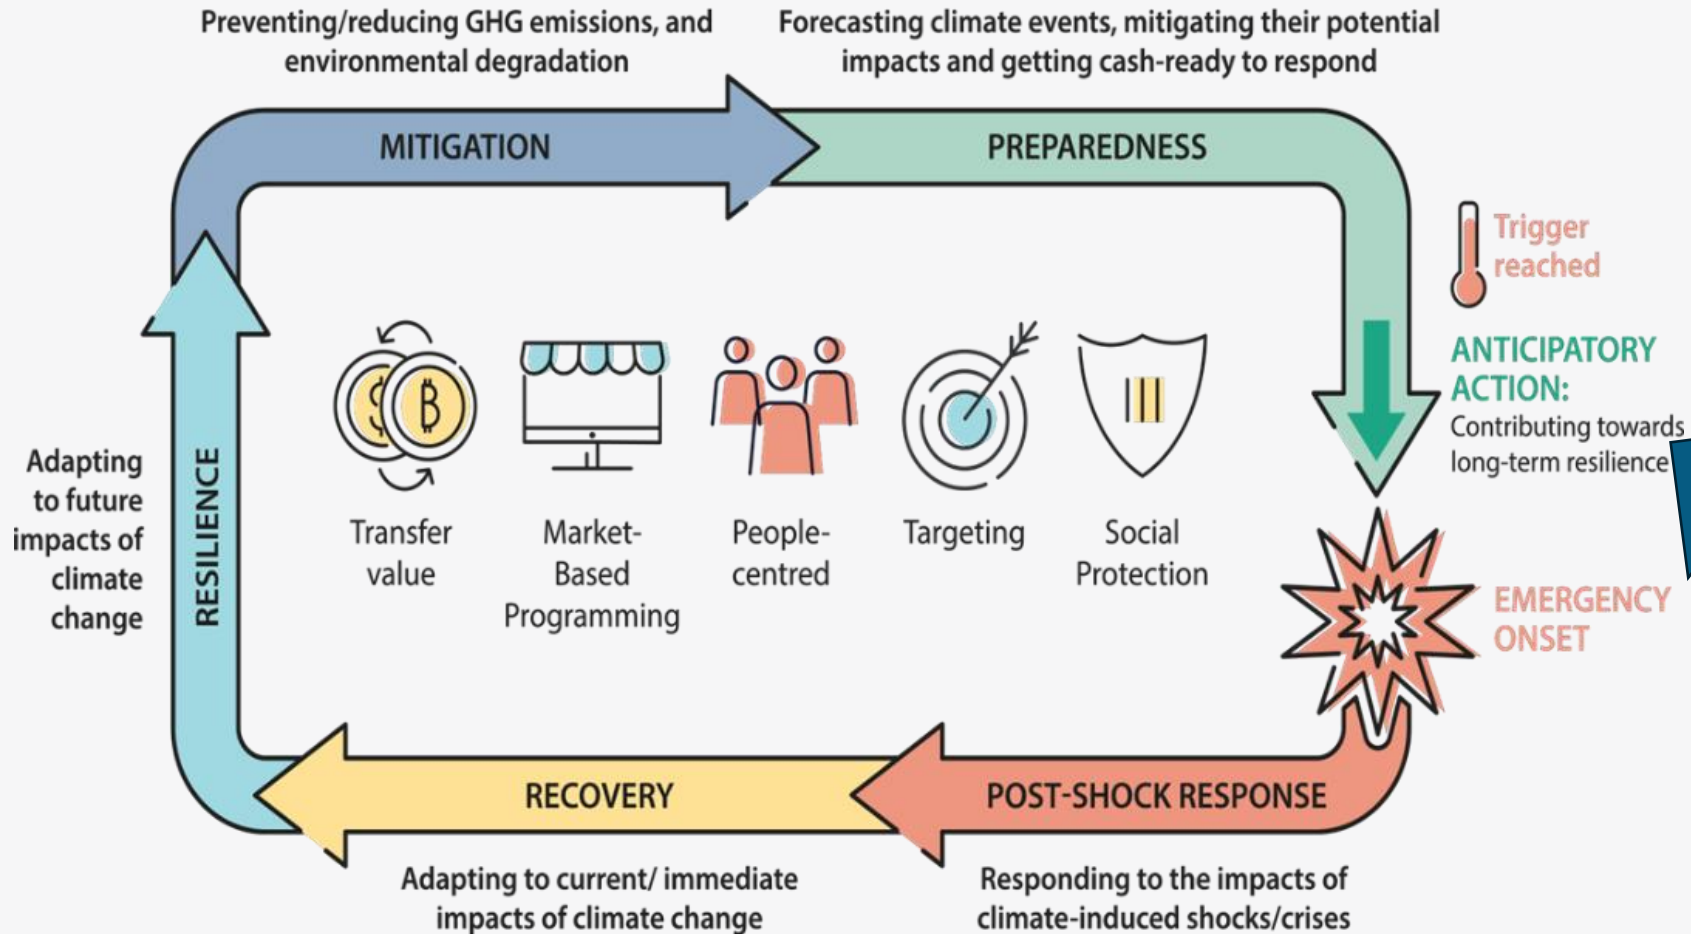 Preventing/reducing GHG emissions, and
environmental degradation
Forecasting climate events, mitigating their potential
impacts and getting cash-ready to respond
MITIGATION
PREPAREDNESS
Trigger
reached
ANTICIPATORY
ACTION:
Contributing towards
long-term resilience
Transfer
value
Market-
Based
Programming
People-
centred
Targeting
Social
Protection
Adapting
to future
impacts of
climate
change
RESILIENCE
EMERGENCY
ONSET
RECOVERY
POST-SHOCK RESPONSE
Adapting to current/ immediate
impacts of climate change
Responding to the impacts of
climate-induced shocks/crises